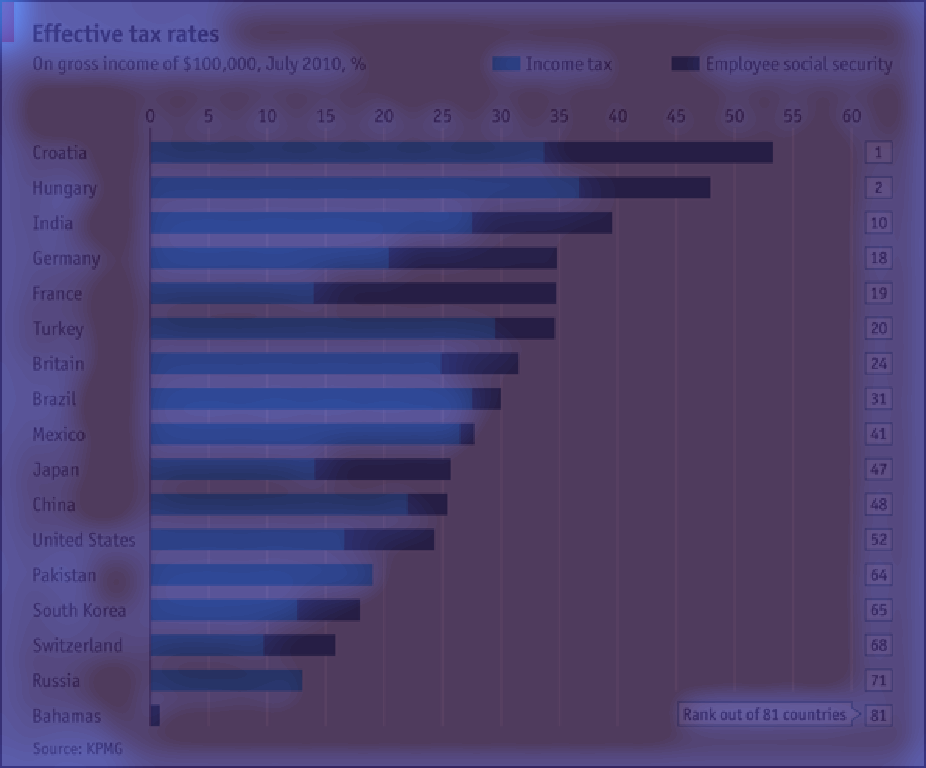 Effective tax rates
On gross income of $100,000, July 2010, %
Income tax
Employee social security
0 5 10 15 20 25 30 35 40 45 50 55 60
Croatia 1
Hungary 2
India 10
Germany 18
France 19
Turkey 20
Britain 24
Brazil 31
Mexico 41
Japan 47
China 48
United States 52
Pakistan 64
South Korea 65
Switzerland 68
Russia 71
Bahamas Rank out of 81 countries 81
Source: KPMG